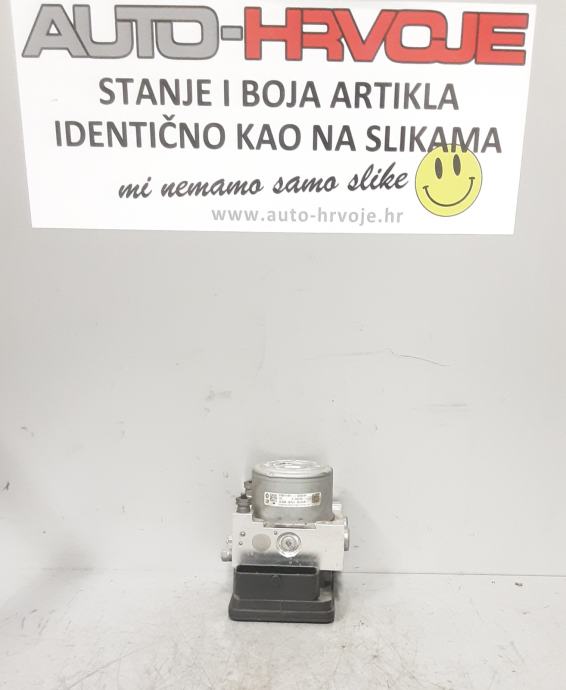 AUTO-HRVOJE
STANJE I BOJA ARTIKLA
IDENTIČNO KAO NA SLIKAMA
mi nemamo samo slike
www.auto-hrvoje.hr